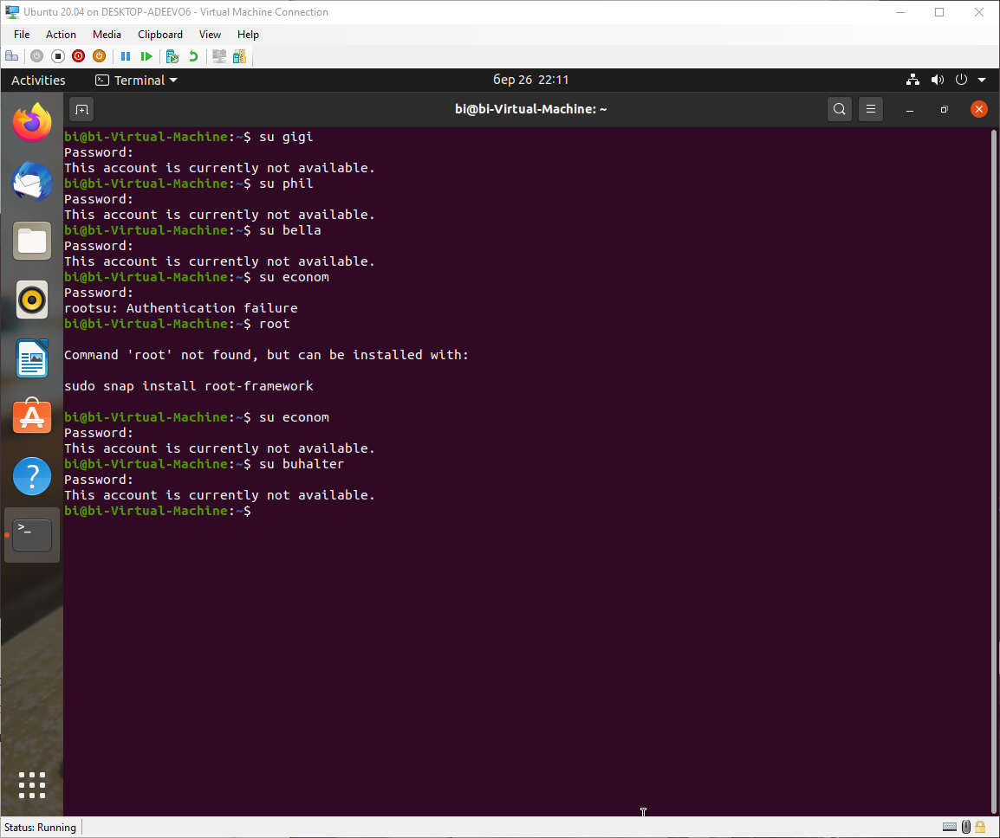 Ubuntu 20.04 on DESKTOP-ADEEVO6 - Virtual Machine Connection
File Action Media Clipboard View Help
Activities Terminal бер 26 22:11
bi@bi-Virtual-Machine: ~
bi@bi-Virtual-Machine:~$ su gigi
Password:
This account is currently not available.
bi@bi-Virtual-Machine:~$ su phil
Password:
This account is currently not available.
bi@bi-Virtual-Machine:~$ su bella
Password:
This account is currently not available.
bi@bi-Virtual-Machine:~$ su econom
Password:
rootsu: Authentication failure
bi@bi-Virtual-Machine:~$ root
Command 'root' not found, but can be installed with:
sudo snap install root-framework
bi@bi-Virtual-Machine:~$ su econom
Password:
This account is currently not available.
bi@bi-Virtual-Machine:~$ su buhalter
Password:
This account is currently not available.
bi@bi-Virtual-Machine:~$
Status: Running